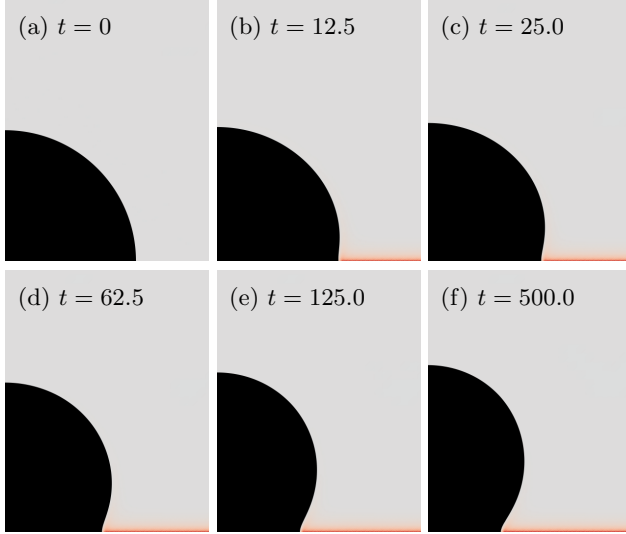 (a) t = 0
(b) t = 12.5
(c) t = 25.0
(d) t = 62.5
(e) t = 125.0
(f) t = 500.0